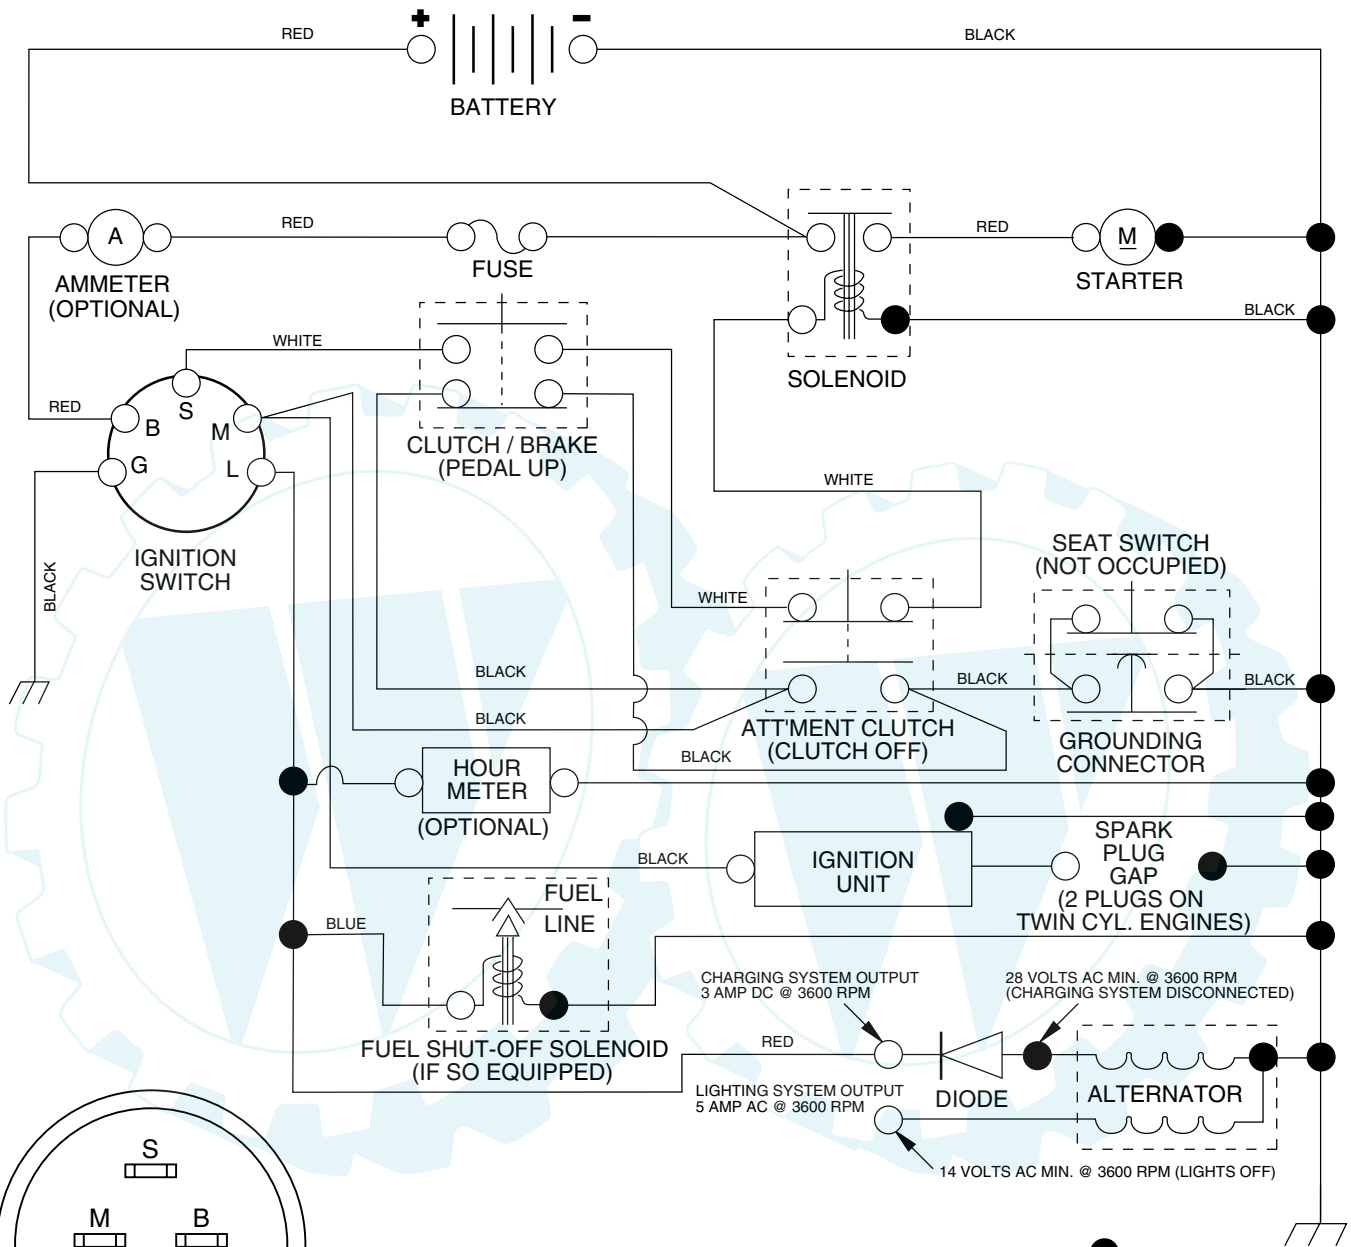 +
-
RED
BLACK
BATTERY
RED
RED
A
M
AMMETER
(OPTIONAL)
FUSE
STARTER
BLACK
WHITE
SOLENOID
RED
S
B
M
G
L
CLUTCH / BRAKE
(PEDAL UP)
WHITE
IGNITION
SWITCH
BLACK
SEAT SWITCH
(NOT OCCUPIED)
WHITE
BLACK
BLACK
BLACK
BLACK
ATT'MENT CLUTCH
(CLUTCH OFF)
BLACK
GROUNDING
CONNECTOR
HOUR
METER
(OPTIONAL)
BLACK
IGNITION
UNIT
SPARK
PLUG
GAP
(2 PLUGS ON
TWIN CYL. ENGINES)
FUEL
LINE
BLUE
CHARGING SYSTEM OUTPUT
3 AMP DC @ 3600 RPM
28 VOLTS AC MIN. @ 3600 RPM
(CHARGING SYSTEM DISCONNECTED)
FUEL SHUT-OFF SOLENOID
(IF SO EQUIPPED)
RED
LIGHTING SYSTEM OUTPUT
5 AMP AC @ 3600 RPM
DIODE
ALTERNATOR
14 VOLTS AC MIN. @ 3600 RPM (LIGHTS OFF)
S
M
B